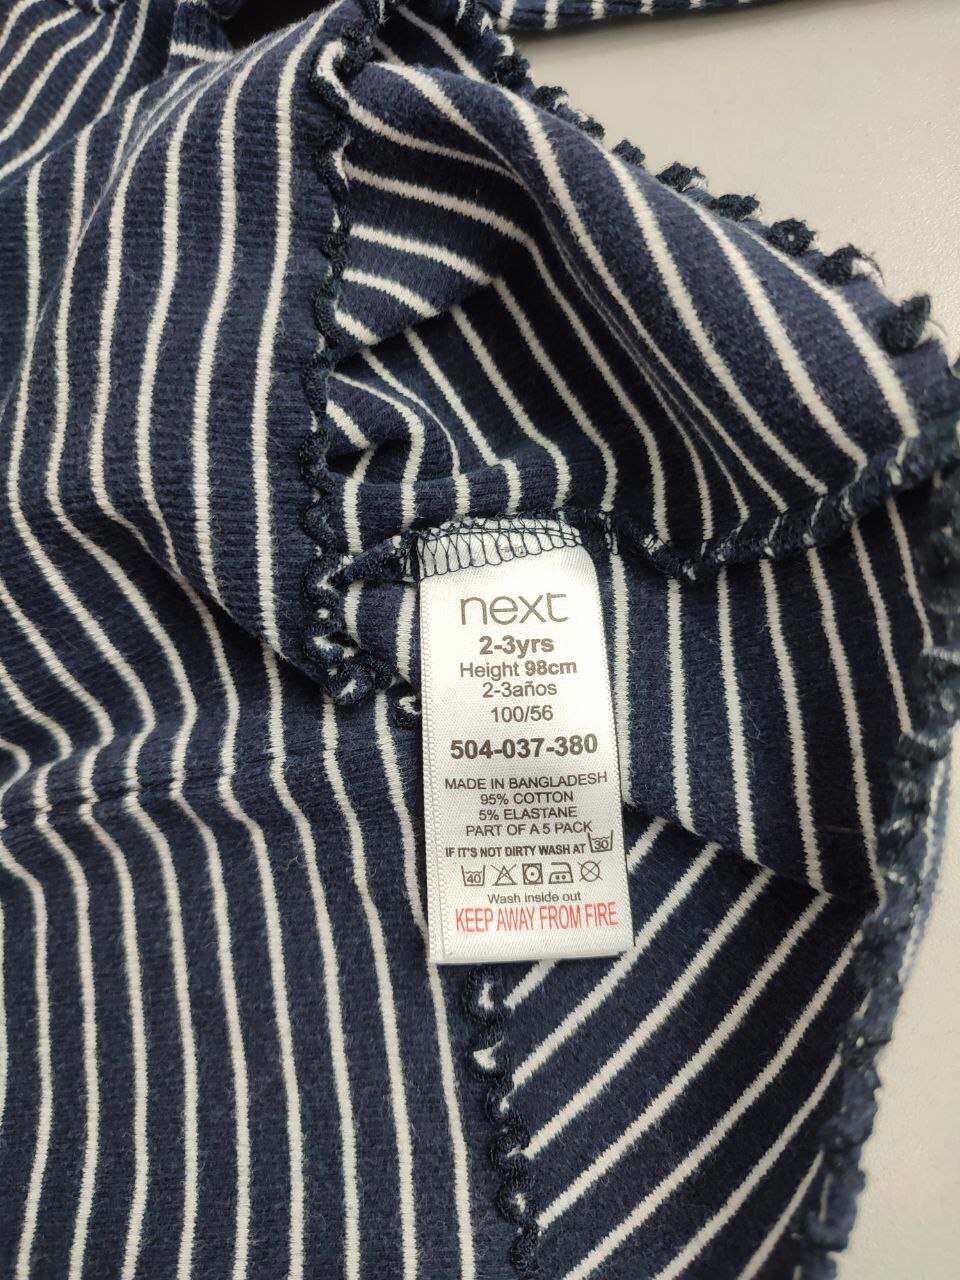 next
2-3yrs
Height 98cm
2-3años
100/56
504-037-380
MADE IN BANGLADESH
95% COTTON
5% ELASTANE
PART OF A 5 PACK
IF IT'S NOT DIRTY WASH AT 30
40
Wash inside out
KEEP AWAY FROM FIRE